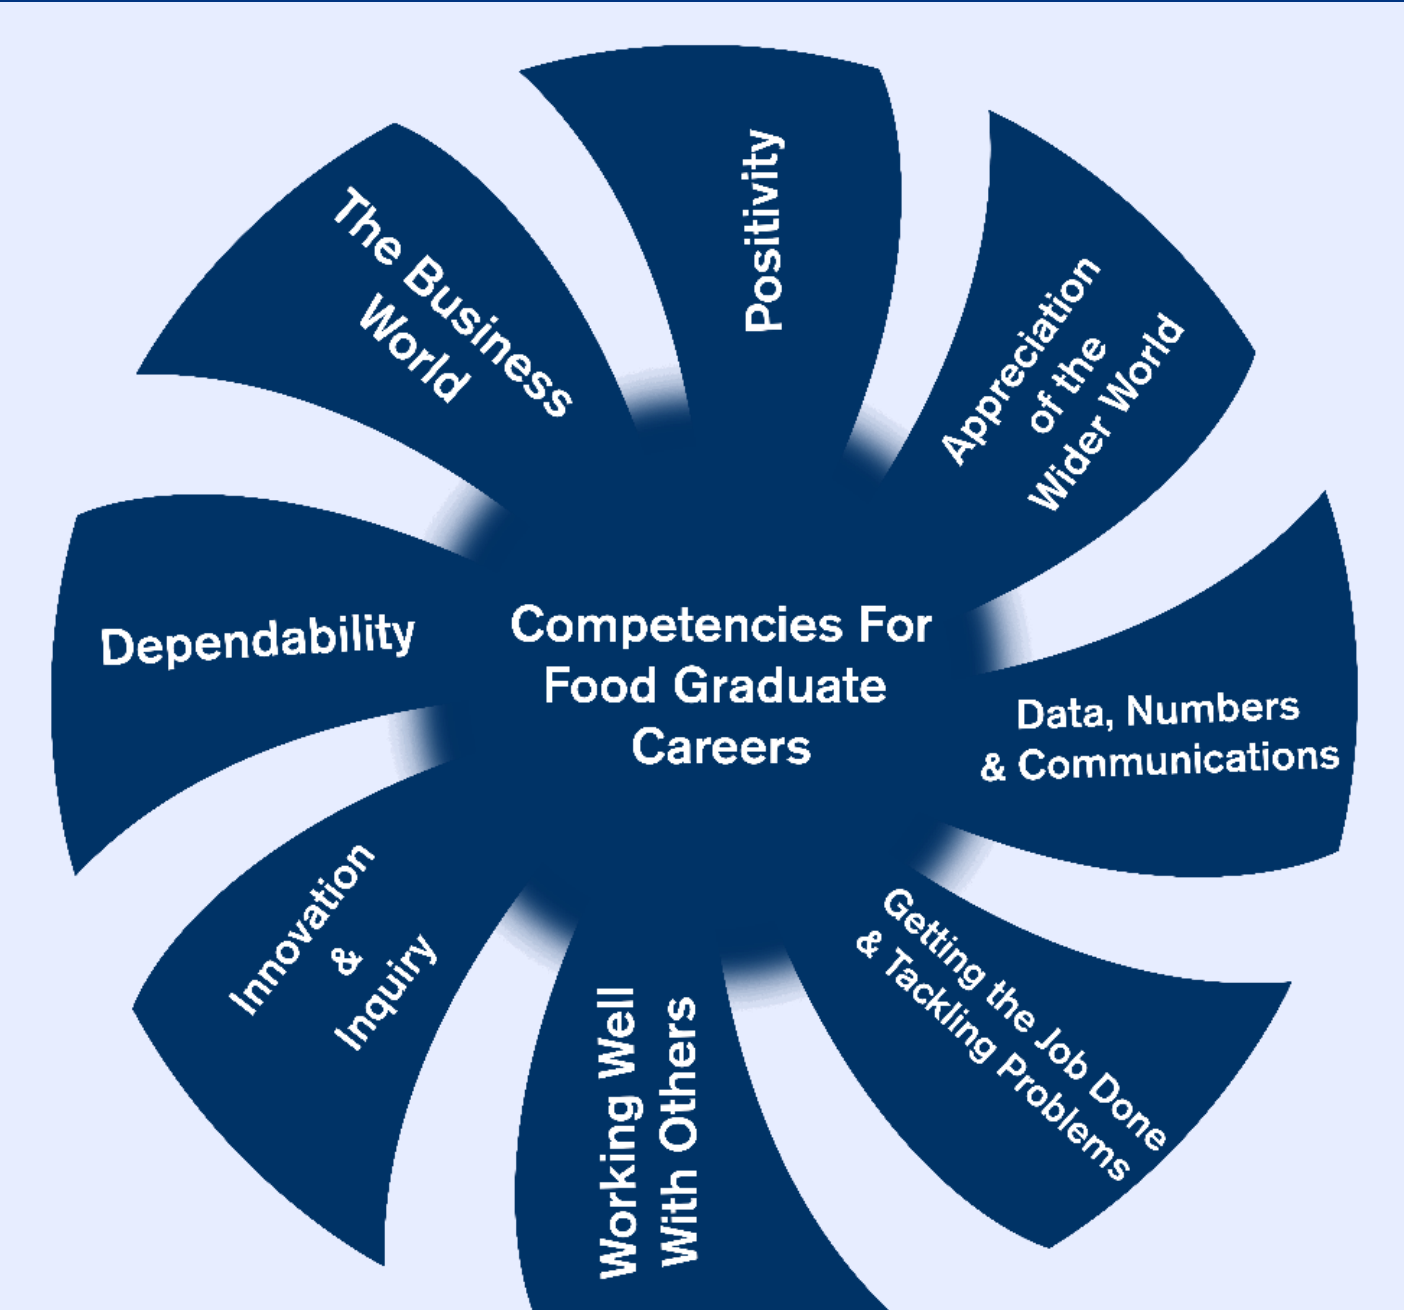 Positivity
Appreciation
of the
Wider World
Data, Numbers
& Communications
Getting the Job Done
& Tackling Problems
Working Well
With Others
Innovation
&
Inquiry
Dependability
The Business
World
Competencies For
Food Graduate
Careers